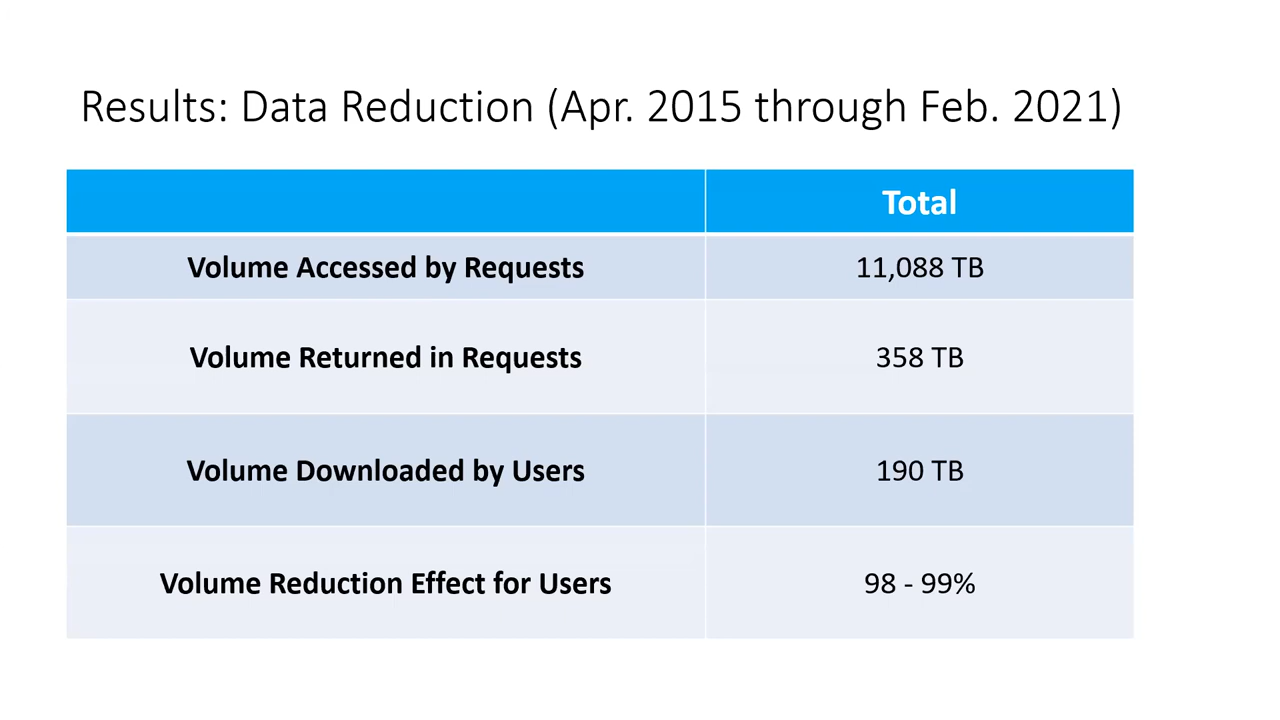 Results: Data Reduction (Apr. 2015 through Feb. 2021)
Total
Volume Accessed by Requests 11,088 TB
Volume Returned in Requests 358 TB
Volume Downloaded by Users 190 TB
Volume Reduction Effect for Users 98 - 99%